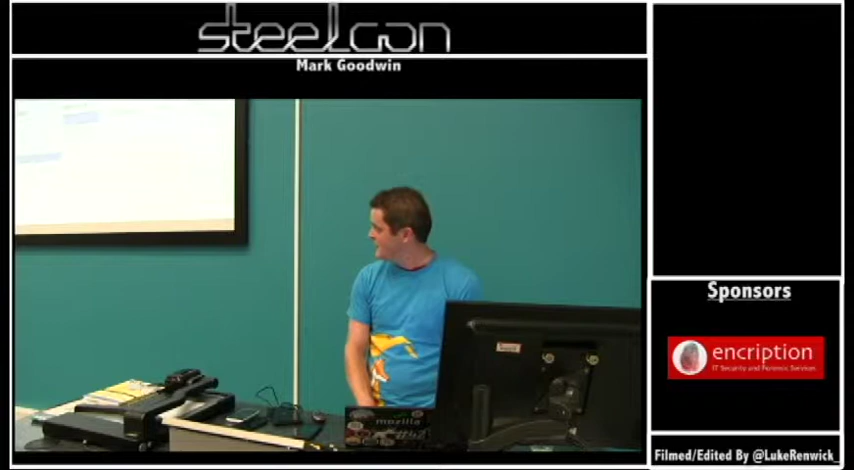 steelcon
Mark Goodwin
mozilla
Sponsors
encription
IT Security and Forensic Services
Filmed/Edited By @LukeRenwick_